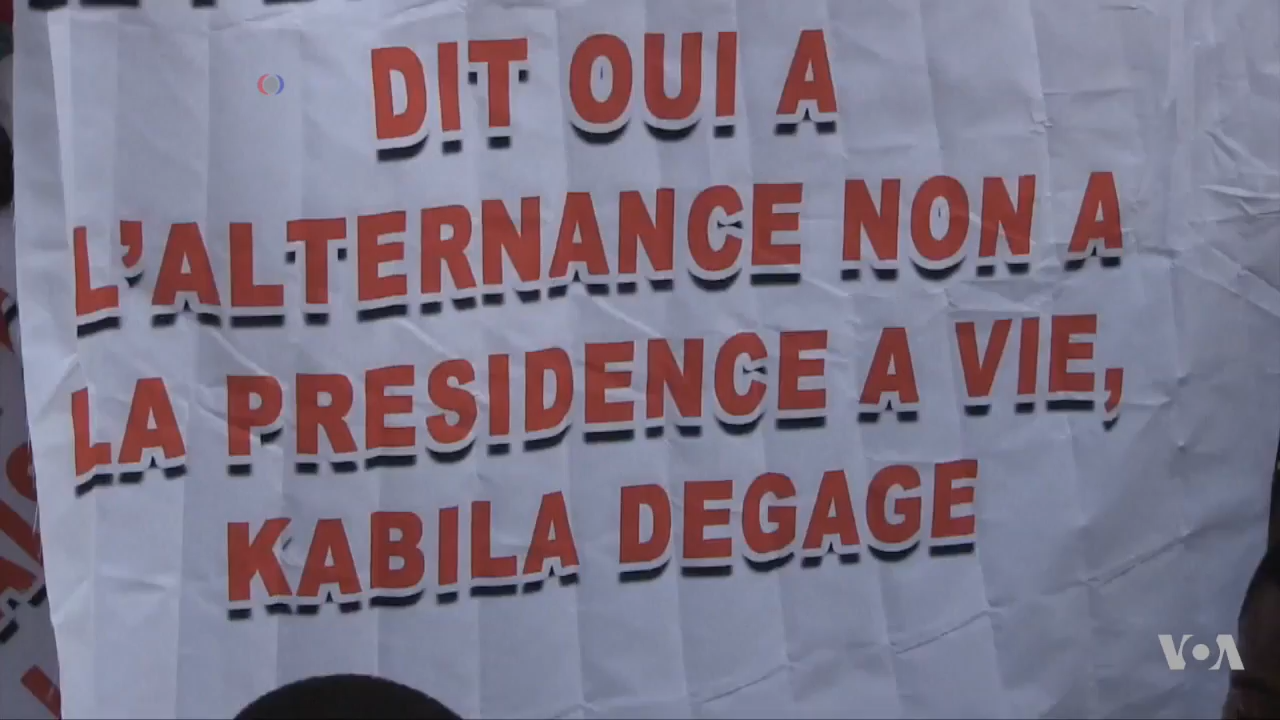 DIT OUI A
L'ALTERNANCE NON A
LA PRESIDENCE A VIE,
KABILA DEGAGE
VOA